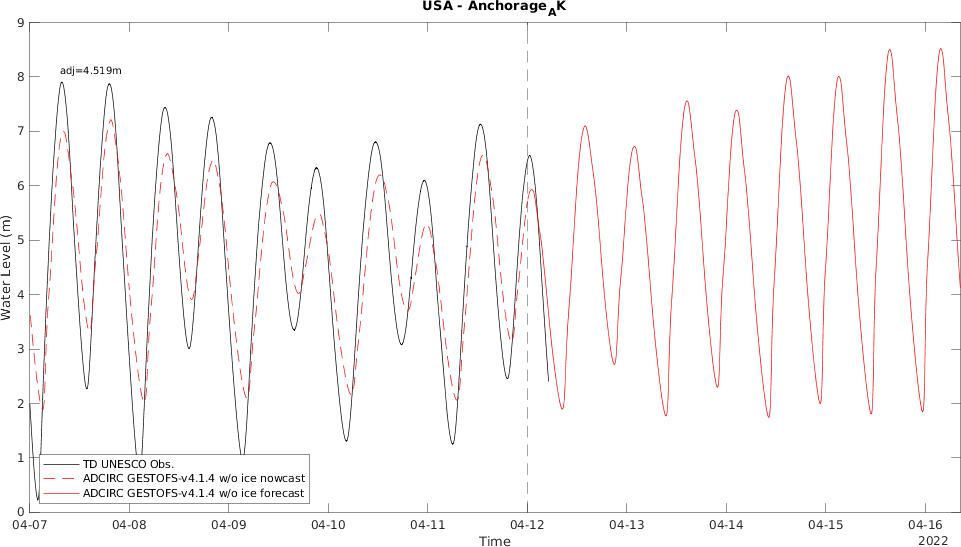 USA - Anchorage_AK
adj=4.519m
9
8
7
6
5
4
3
2
1
0
Water Level (m)
TD UNESCO Obs.
ADCIRC GESTOFS-v4.1.4 w/o ice nowcast
ADCIRC GESTOFS-v4.1.4 w/o ice forecast
04-07 04-08 04-09 04-10 04-11 04-12 04-13 04-14 04-15 04-16
Time
2022